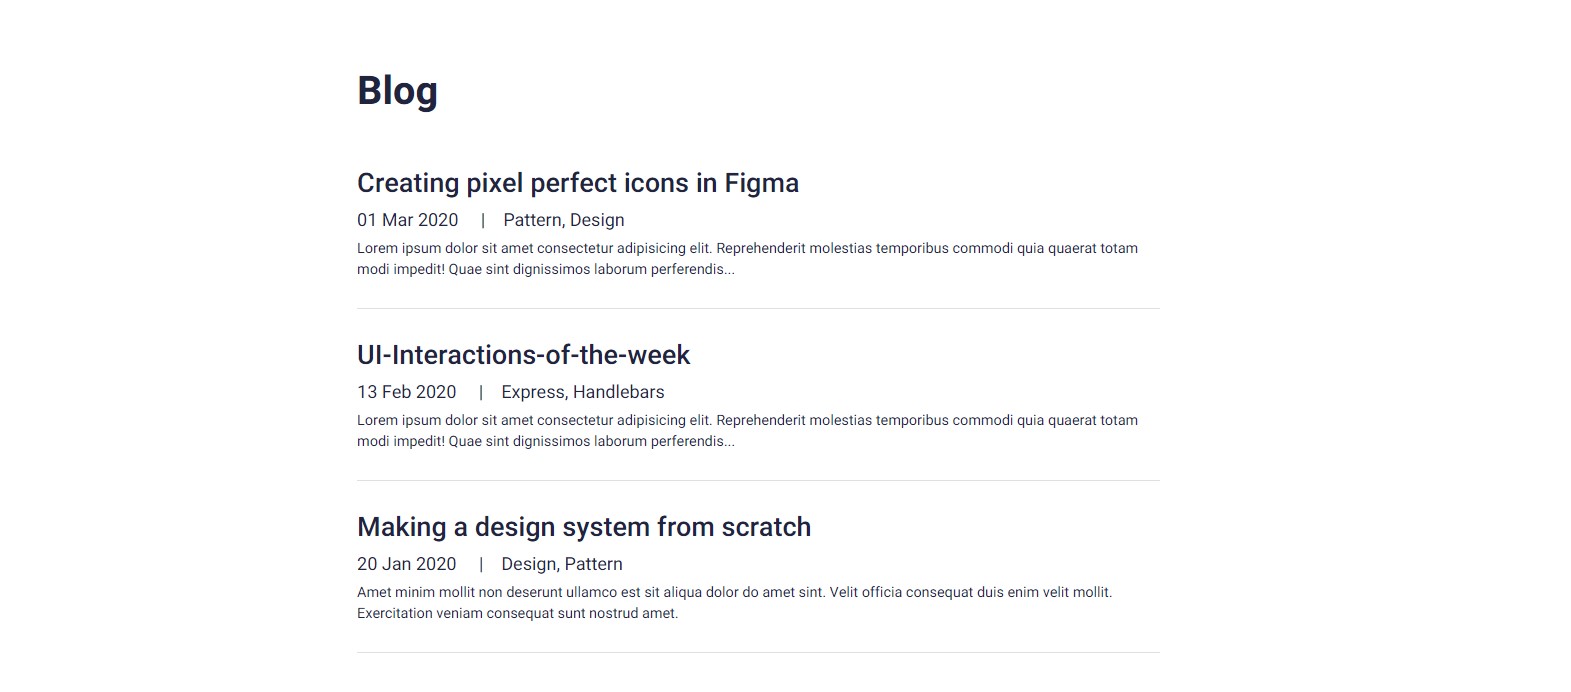 Blog
Creating pixel perfect icons in Figma
01 Mar 2020 | Pattern, Design
Lorem ipsum dolor sit amet consectetur adipisicing elit. Reprehenderit molestias temporibus commodi quia quaerat totam
modi impedit! Quae sint dignissimos laborum perferendis...
UI-Interactions-of-the-week
13 Feb 2020 | Express, Handlebars
Lorem ipsum dolor sit amet consectetur adipisicing elit. Reprehenderit molestias temporibus commodi quia quaerat totam
modi impedit! Quae sint dignissimos laborum perferendis...
Making a design system from scratch
20 Jan 2020 | Design, Pattern
Amet minim mollit non deserunt ullamco est sit aliqua dolor do amet sint. Velit officia consequat duis enim velit mollit.
Exercitation veniam consequat sunt nostrud amet.